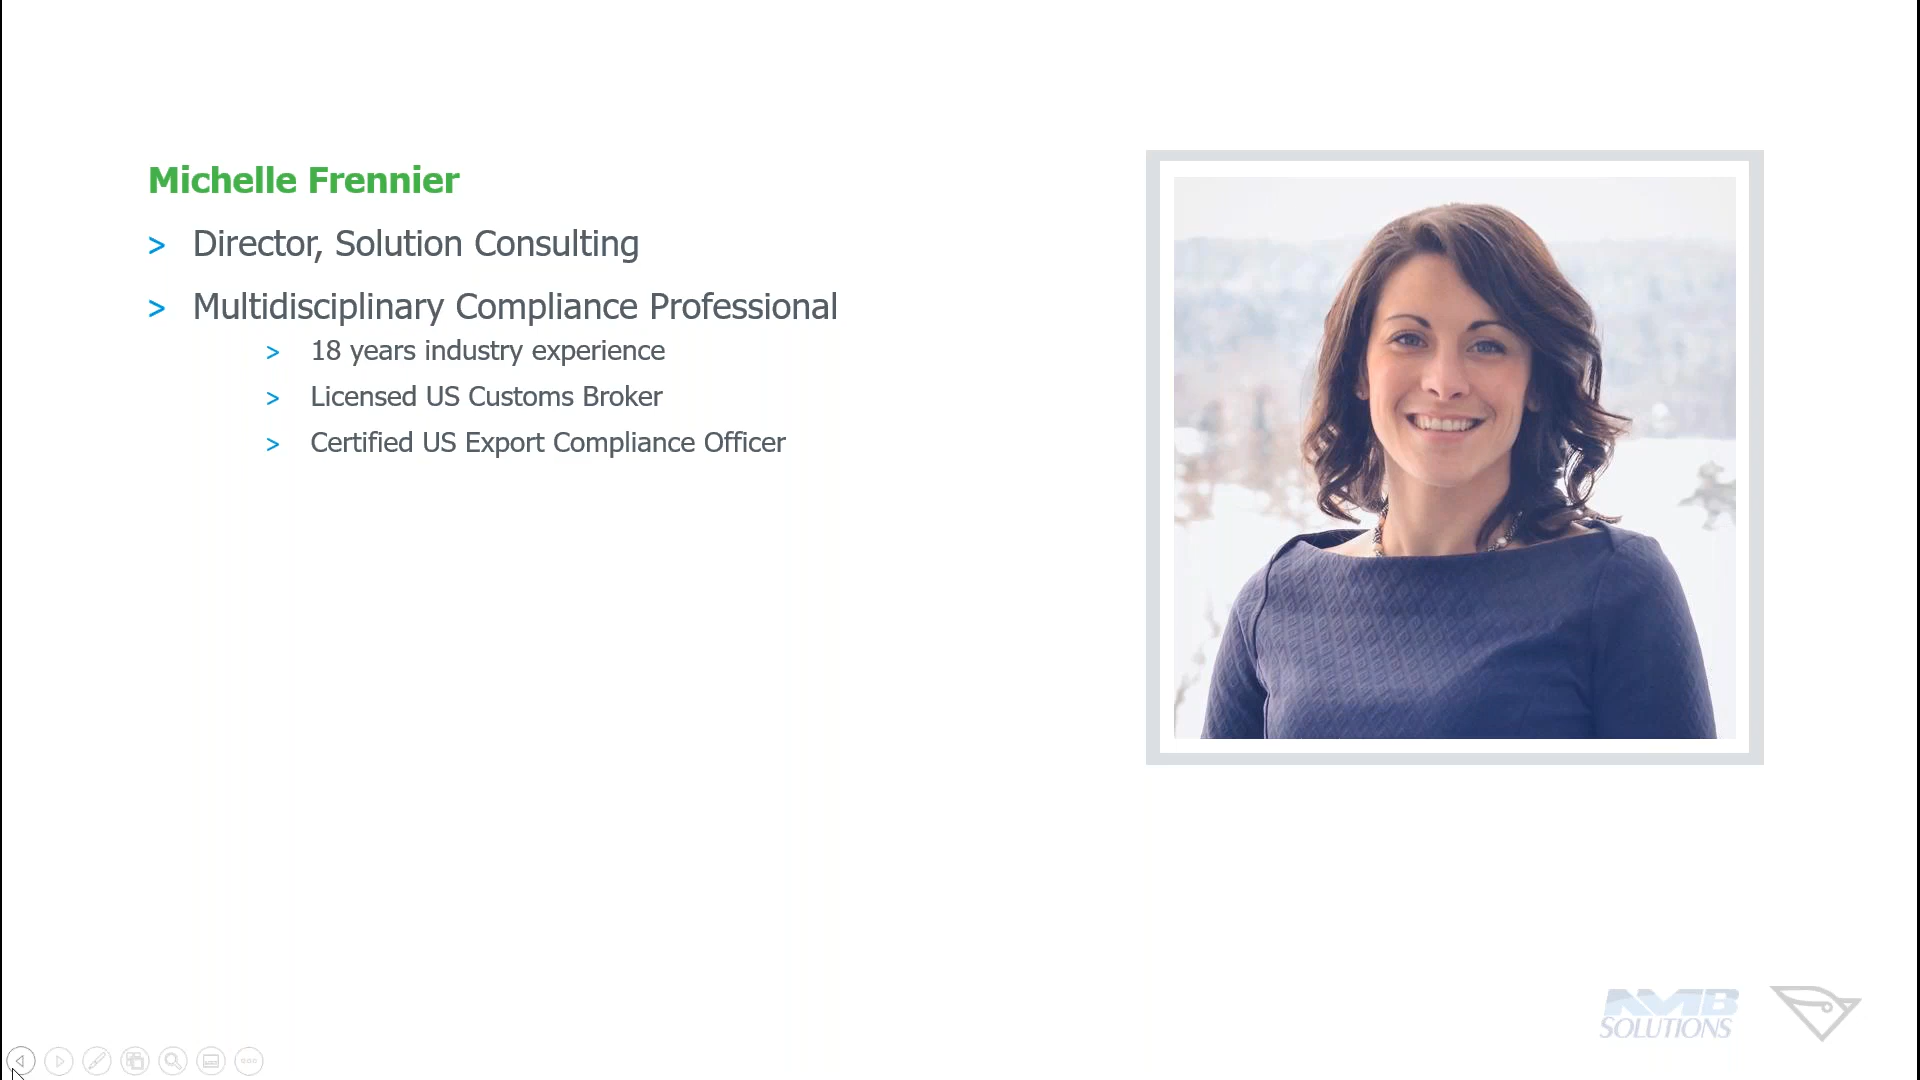 Michelle Frennier
> Director, Solution Consulting
> Multidisciplinary Compliance Professional
> 18 years industry experience
> Licensed US Customs Broker
> Certified US Export Compliance Officer
NMB
SOLUTIONS